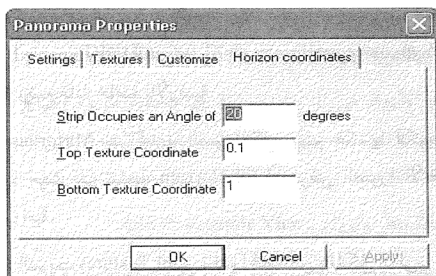 Panorama Properties
Settings Textures Customize Horizon coordinates
Strip Occupies an Angle of 20 degrees
Top Texture Coordinate 0.1
Bottom Texture Coordinate 1
OK Cancel Apply